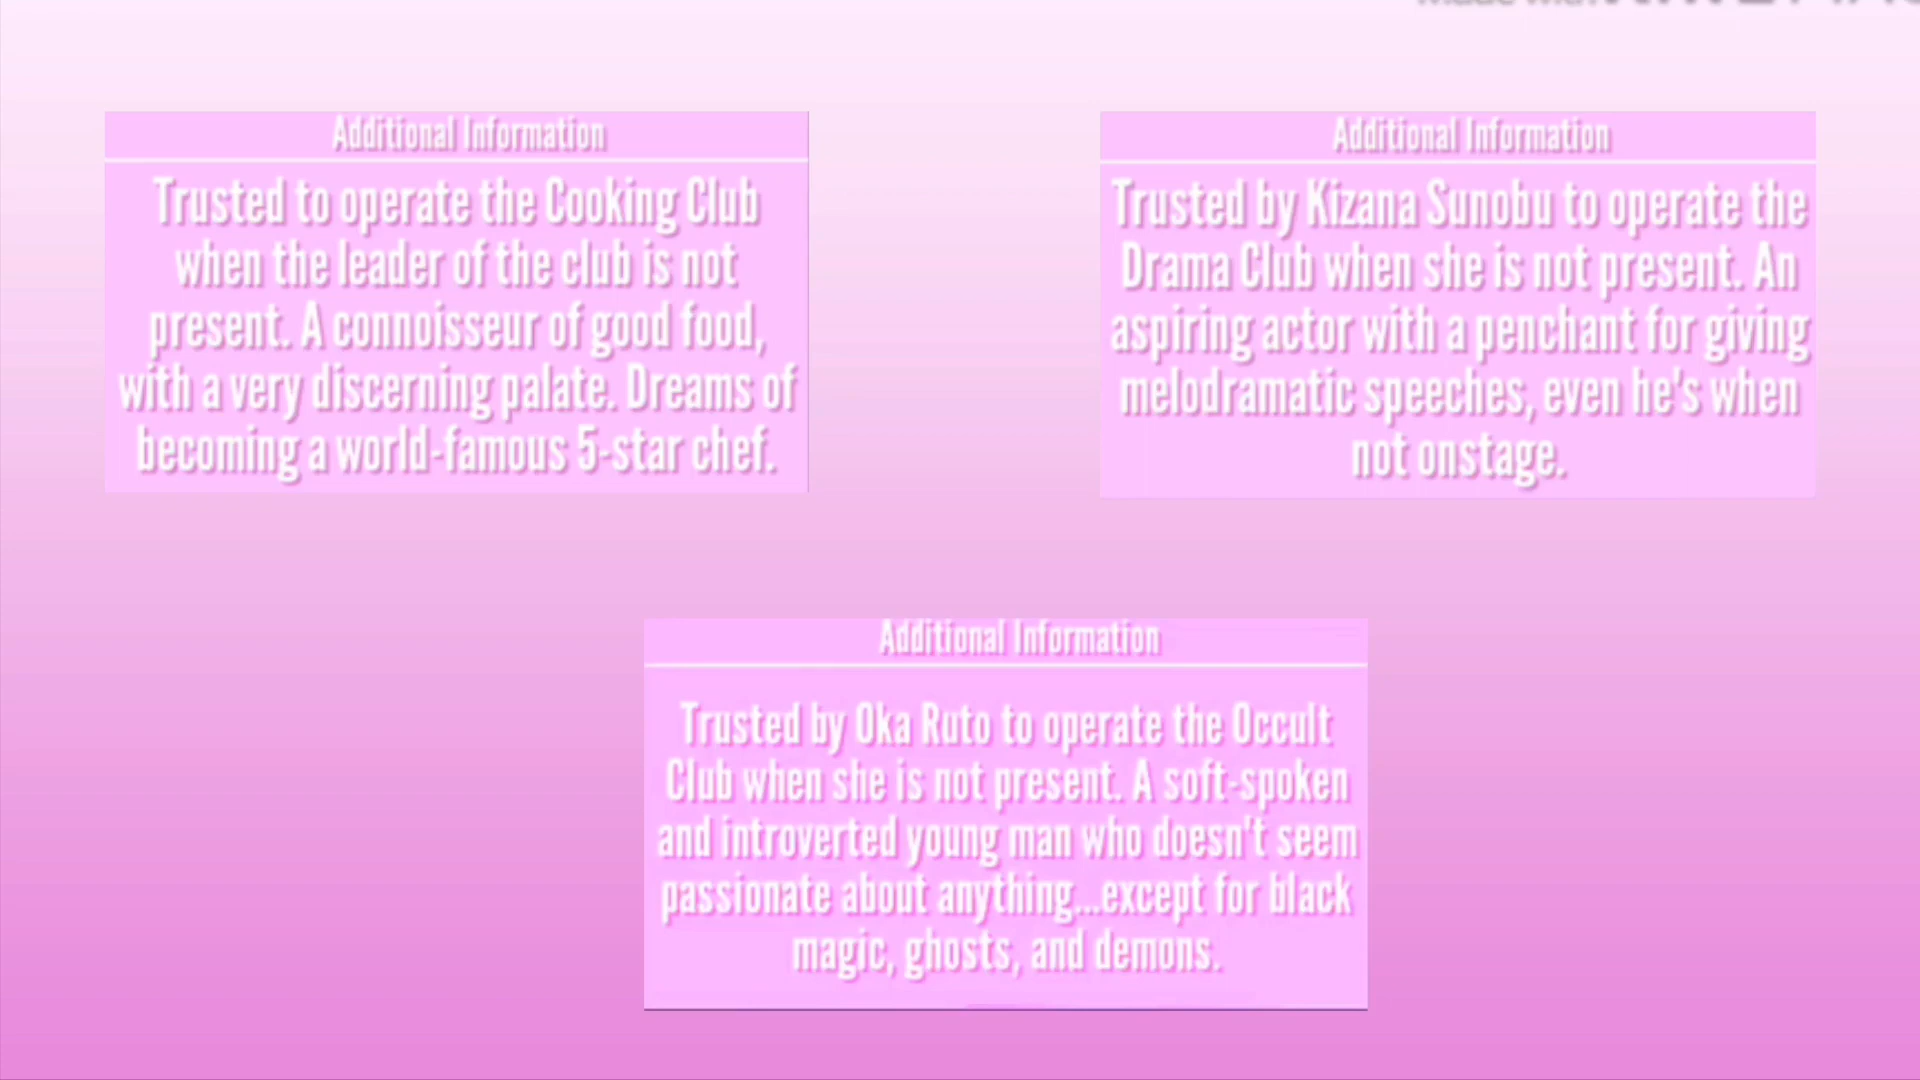 Additional Information
Trusted to operate the Cooking Club
when the leader of the club is not
present. A connoisseur of good food,
with a very discerning palate. Dreams of
becoming a world-famous 5-star chef.
Additional Information
Trusted by Kizana Sunobu to operate the
Drama Club when she is not present. An
aspiring actor with a penchant for giving
melodramatic speeches, even he's when
not onstage.
Additional Information
Trusted by Oka Ruto to operate the Occult
Club when she is not present. A soft-spoken
and introverted young man who doesn't seem
passionate about anything...except for black
magic, ghosts, and demons.